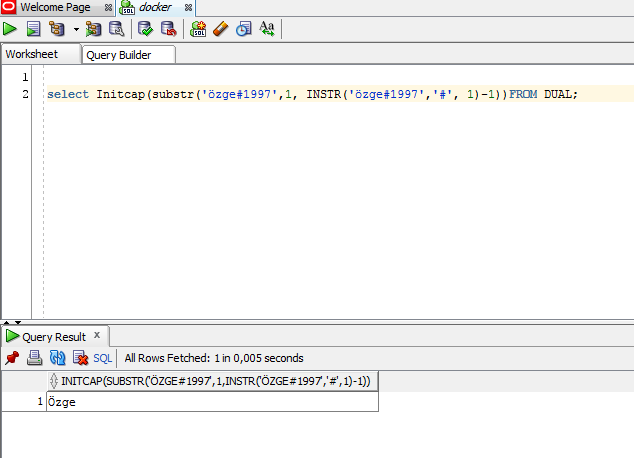 Welcome Page docker
SQL
Worksheet Query Builder
1
2 select Initcap(substr('özge#1997',1, INSTR('özge#1997','#', 1)-1))FROM DUAL;
Query Result x
SQL All Rows Fetched: 1 in 0,005 seconds
INITCAP(SUBSTR('ÖZGE#1997',1,INSTR('ÖZGE#1997','#',1)-1))
1 Özge